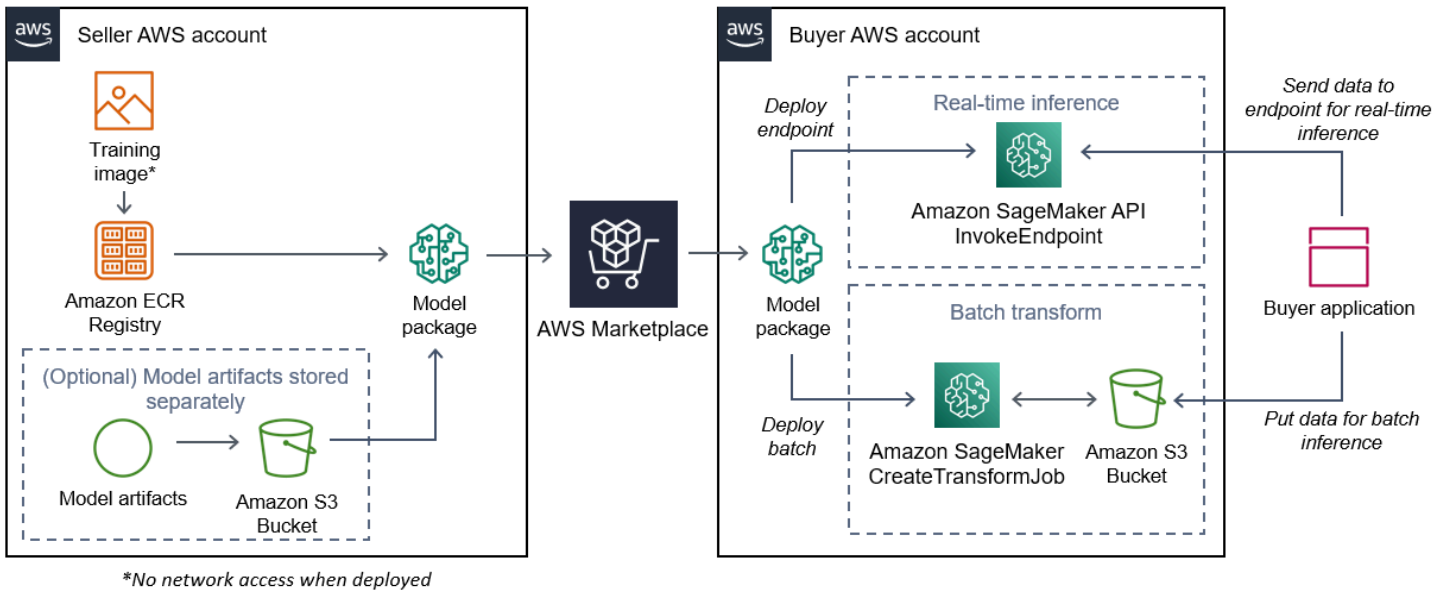 aws
Seller AWS account
Training
image*
Amazon ECR
Registry
(Optional) Model artifacts stored
separately
Model artifacts
Amazon S3
Bucket
Model
package
*No network access when deployed
AWS Marketplace
aws
Buyer AWS account
Deploy
endpoint
Real-time inference
Amazon SageMaker API
InvokeEndpoint
Model
package
Deploy
batch
Batch transform
Amazon SageMaker
CreateTransformJob
Amazon S3
Bucket
Send data to
endpoint for real-time
inference
Buyer application
Put data for batch
inference